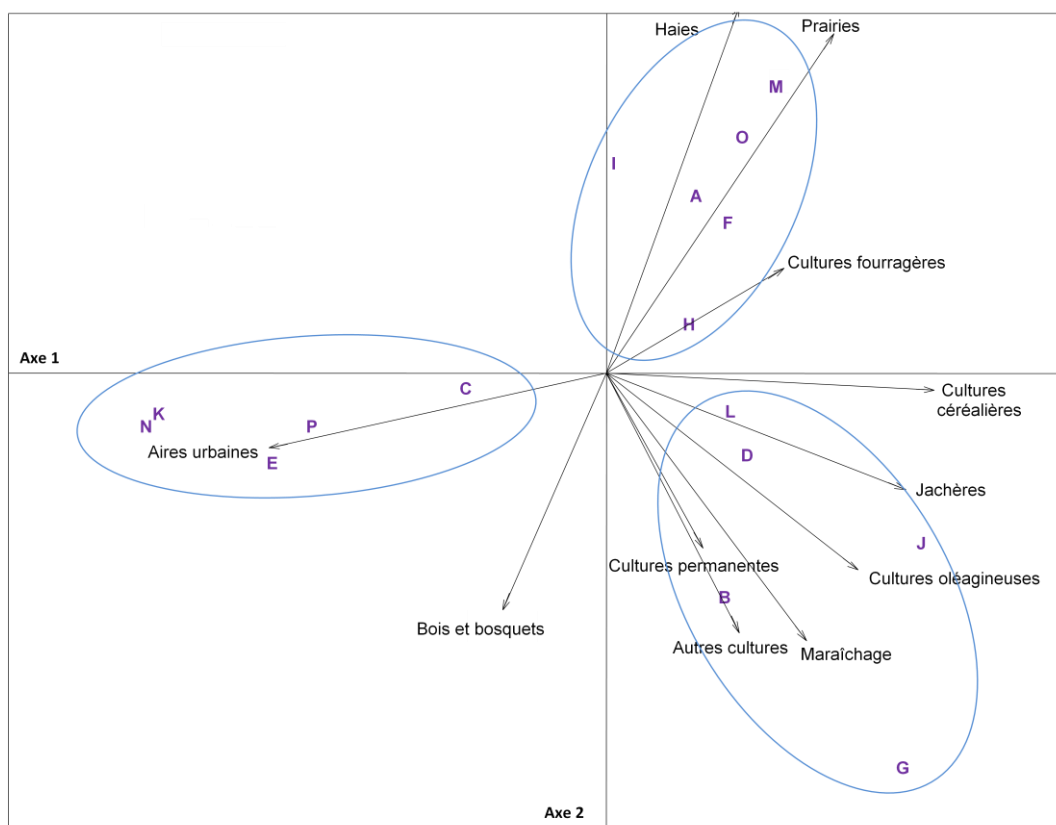 Haies
Prairies
M
O
I
A
F
Cultures fourragères
H
Axe 1
C
Cultures
céréalières
K
N
P
L
Aires urbaines
E
D
Jachères
J
Cultures permanentes
Cultures oléagineuses
B
Bois et bosquets
Autres cultures
Maraîchage
G
Axe 2